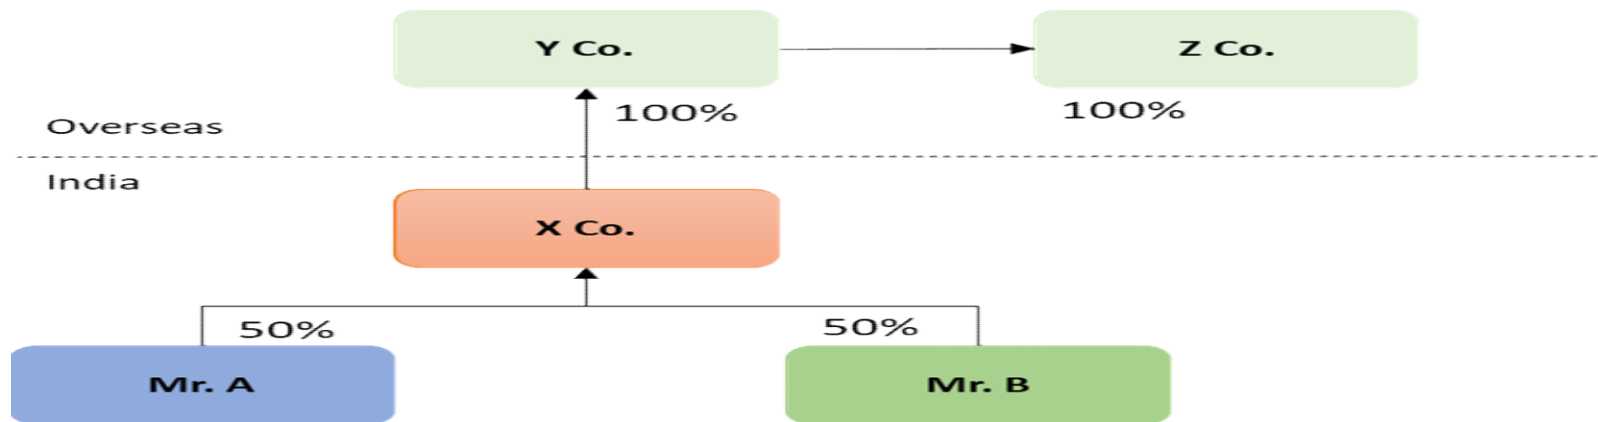 Y Co.
Z Co.
100%
100%
Overseas
India
X Co.
50%
50%
Mr. A
Mr. B